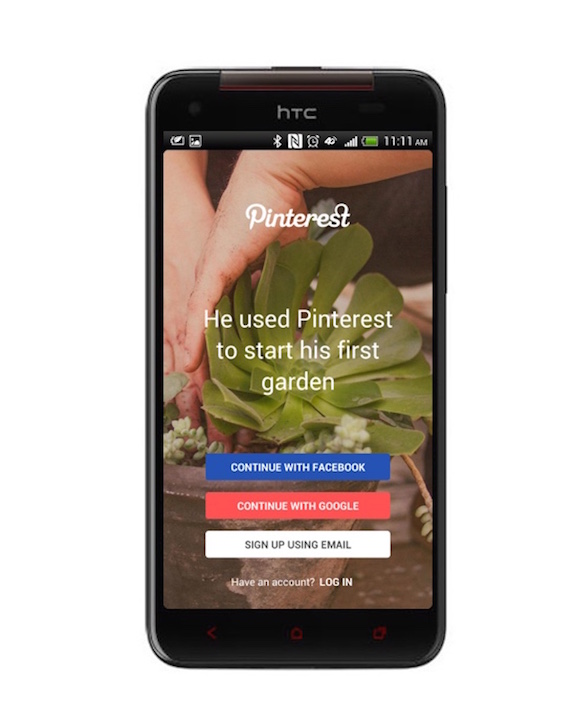 hTC
11:11 AM
Pinterest
He used Pinterest
to start his first
garden
CONTINUE WITH FACEBOOK
CONTINUE WITH GOOGLE
SIGN UP USING EMAIL
Have an account? LOG IN